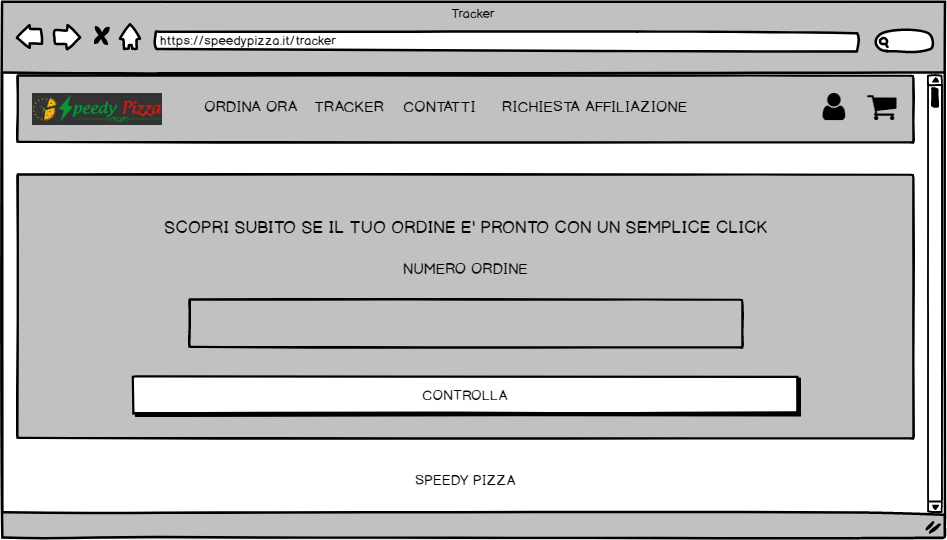 Tracker
https://speedypizza.it/tracker
Speedy Pizza ORDINA ORA TRACKER CONTATTI RICHIESTA AFFILIAZIONE
SCOPRI SUBITO SE IL TUO ORDINE E' PRONTO CON UN SEMPLICE CLICK
NUMERO ORDINE
CONTROLLA
SPEEDY PIZZA